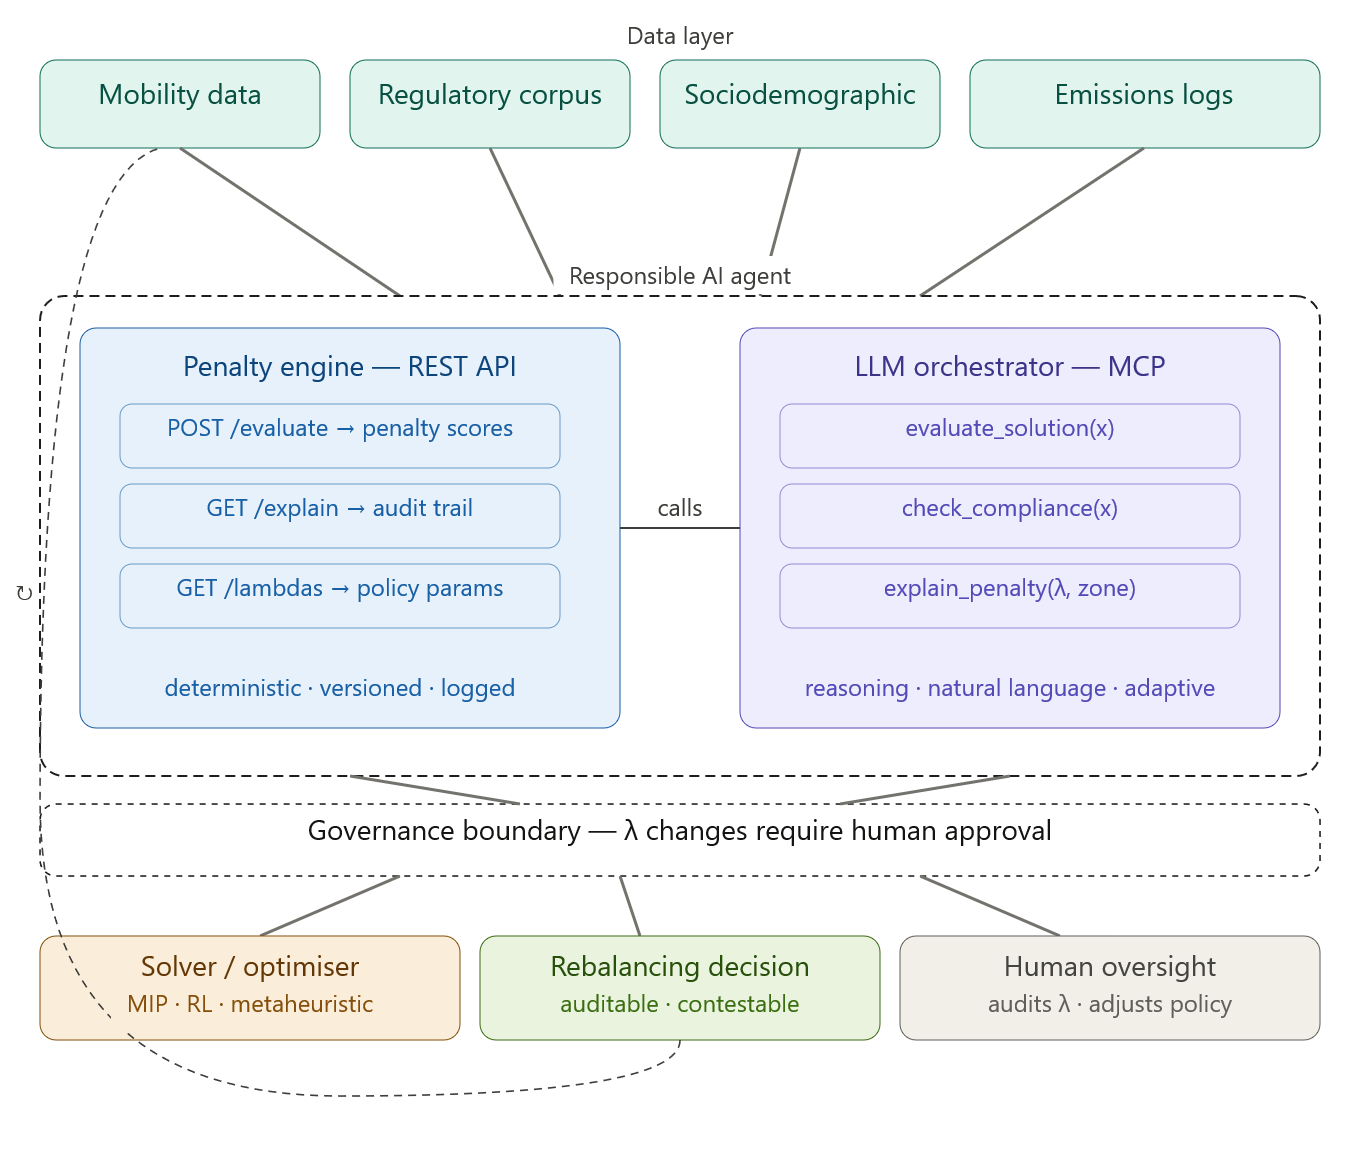 Data layer
Mobility data
Regulatory corpus
Sociodemographic
Emissions logs
Responsible AI agent
Penalty engine — REST API
POST /evaluate → penalty scores
GET /explain → audit trail
GET /lambdas → policy params
deterministic · versioned · logged
calls
LLM orchestrator — MCP
evaluate_solution(x)
check_compliance(x)
explain_penalty(λ, zone)
reasoning · natural language · adaptive
↻
Governance boundary — λ changes require human approval
Solver / optimiser
MIP · RL · metaheuristic
Rebalancing decision
auditable · contestable
Human oversight
audits λ · adjusts policy